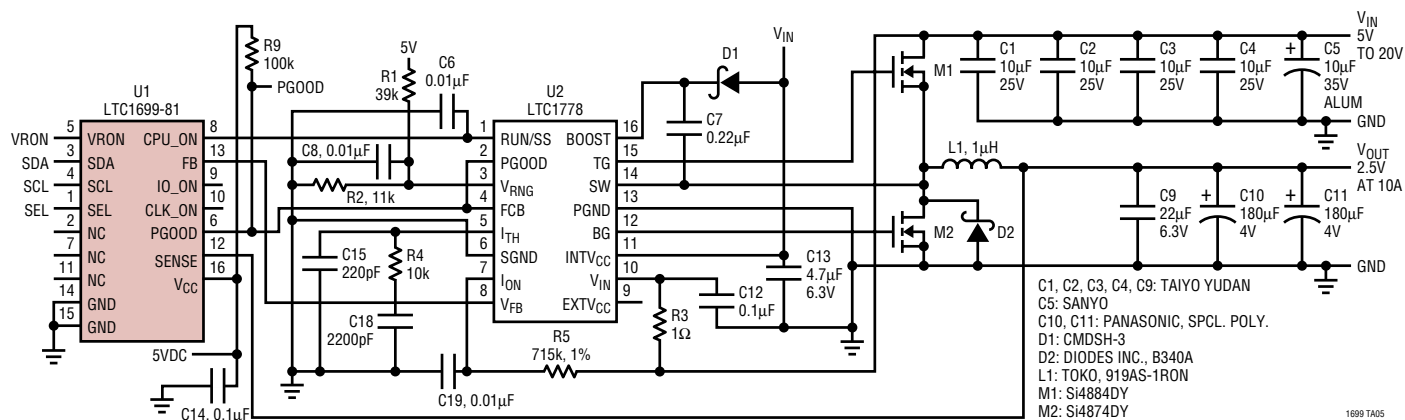 R9
100k
PGOOD
U1
LTC1699-81
5 VRON VRON
3 SDA SDA
4 SCL SCL
1 SEL SEL
2 NC
7 NC
11 NC
14 GND
15 GND
CPU_ON 8
FB 13
IO_ON 9
CLK_ON 10
PGOOD 6
SENSE 12
VCC 16
5VDC
C14, 0.1µF
5V
R1
39k
C6
0.01µF
C8, 0.01µF
R2, 11k
C15
220pF
R4
10k
C18
2200pF
C19, 0.01µF
R5
715k, 1%
U2
LTC1778
1 RUN/SS
2 PGOOD
3 VRNG
4 FCB
5 ITH
6 SGND
7 ION
8 VFB
BOOST 16
TG 15
SW 14
PGND 13
BG 12
INTVCC 11
VIN 10
EXTVCC 9
D1
VIN
C7
0.22µF
R3
1Ω
C12
0.1µF
C13
4.7µF
6.3V
M1
M2
D2
L1, 1µH
C1
10µF
25V
C2
10µF
25V
C3
10µF
25V
C4
10µF
25V
+
C5
10µF
35V
ALUM
VIN
5V
TO 20V
GND
VOUT
2.5V
AT 10A
C9
22µF
6.3V
+
C10
180µF
4V
+
C11
180µF
4V
GND
C1, C2, C3, C4, C9: TAIYO YUDAN
C5: SANYO
C10, C11: PANASONIC, SPCL. POLY.
D1: CMDSH-3
D2: DIODES INC., B340A
L1: TOKO, 919AS-1RON
M1: Si4884DY
M2: Si4874DY
1699 TA05